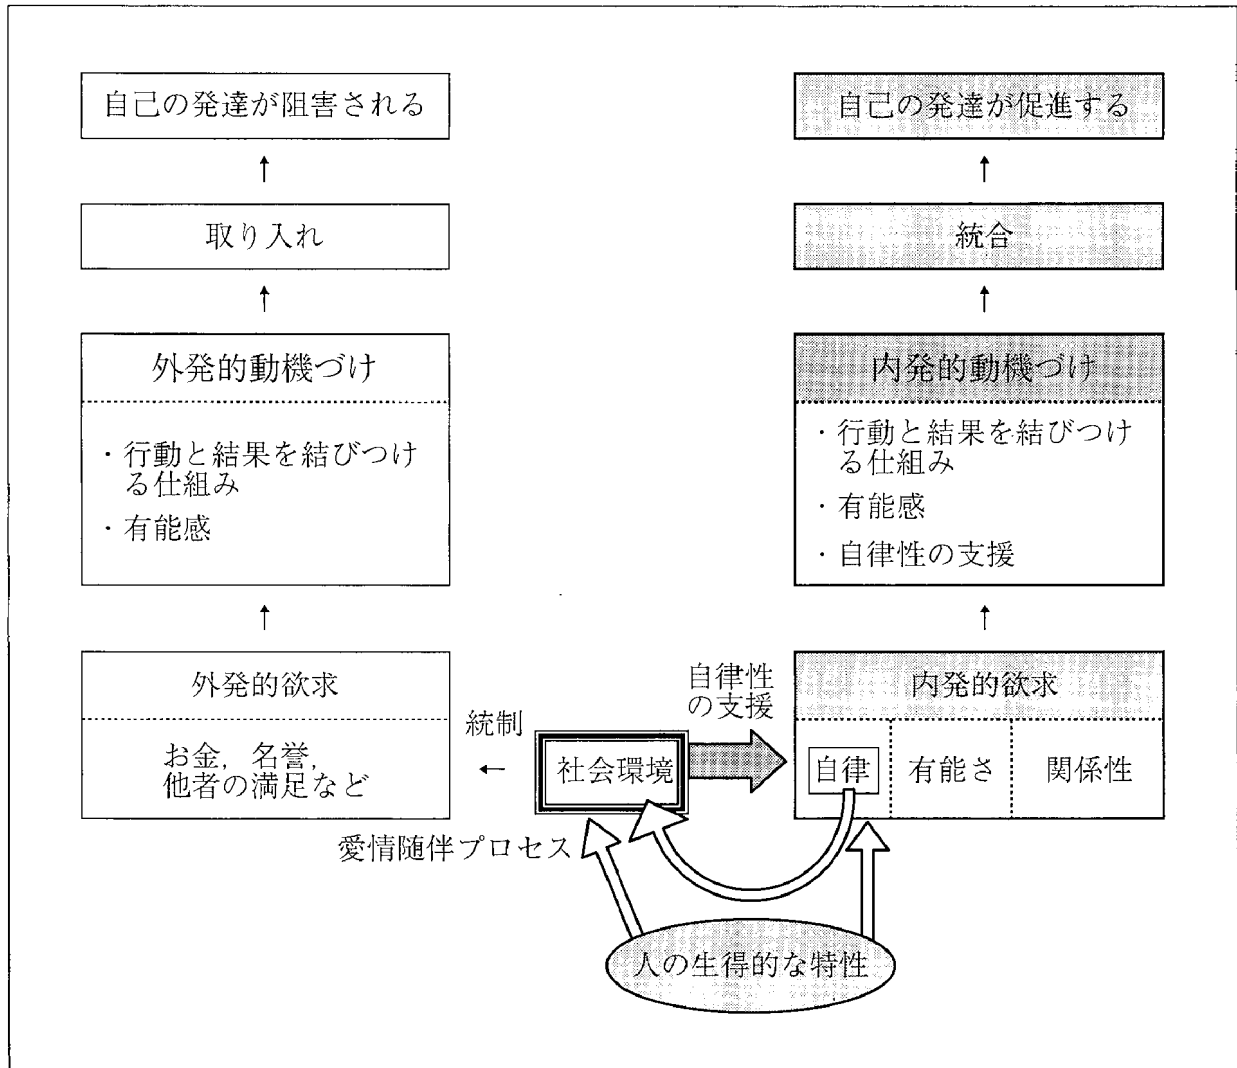 自己の発達が阻害される
取り入れ
外発的動機づけ
・行動と結果を結びつけ
る仕組み
・有能感
外発的欲求
お金，名誉，
他者の満足など
統制
愛情随伴プロセス
社会環境
自律性
の支援
自己の発達が促進する
統合
内発的動機づけ
・行動と結果を結びつけ
る仕組み
・有能感
・自律性の支援
内発的欲求
自律
有能さ
関係性
人の生得的な特性